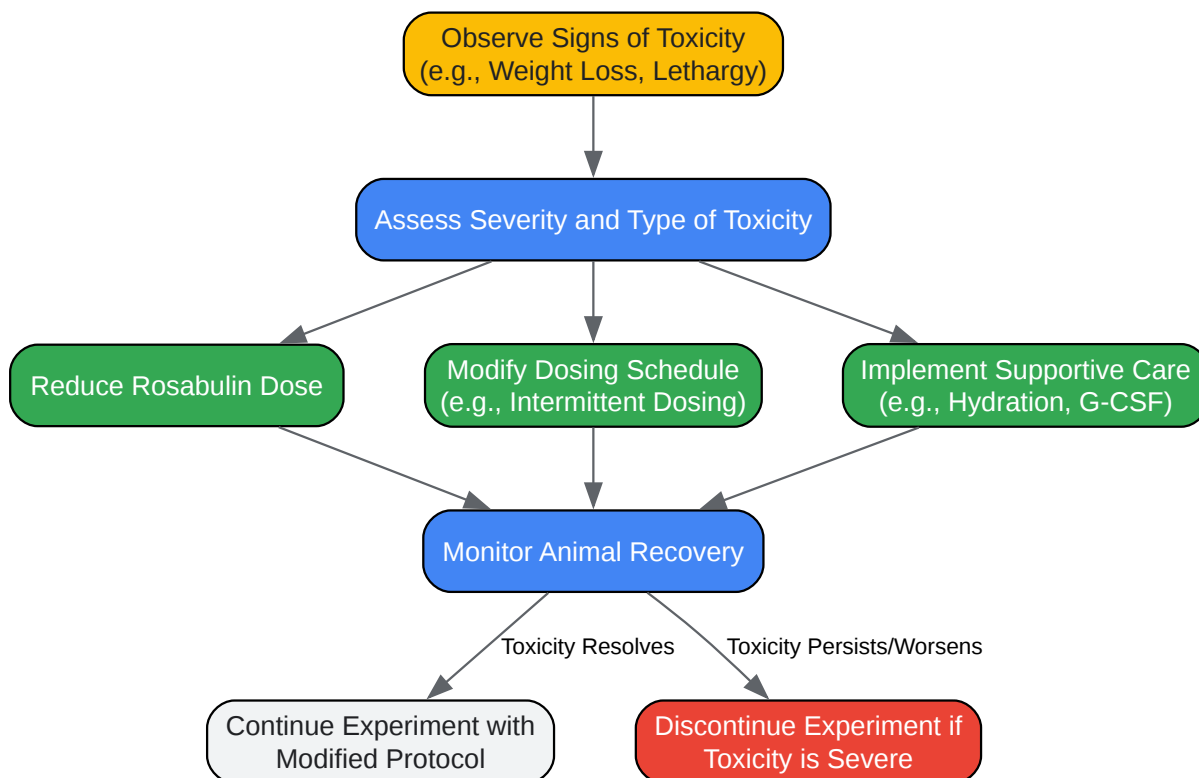 Observe Signs of Toxicity
(e.g., Weight Loss, Lethargy)
Assess Severity and Type of Toxicity
Reduce Rosabulin Dose
Modify Dosing Schedule
(e.g., Intermittent Dosing)
Implement Supportive Care
(e.g., Hydration, G-CSF)
Monitor Animal Recovery
Toxicity Resolves
Toxicity Persists/Worsens
Continue Experiment with
Modified Protocol
Discontinue Experiment if
Toxicity is Severe